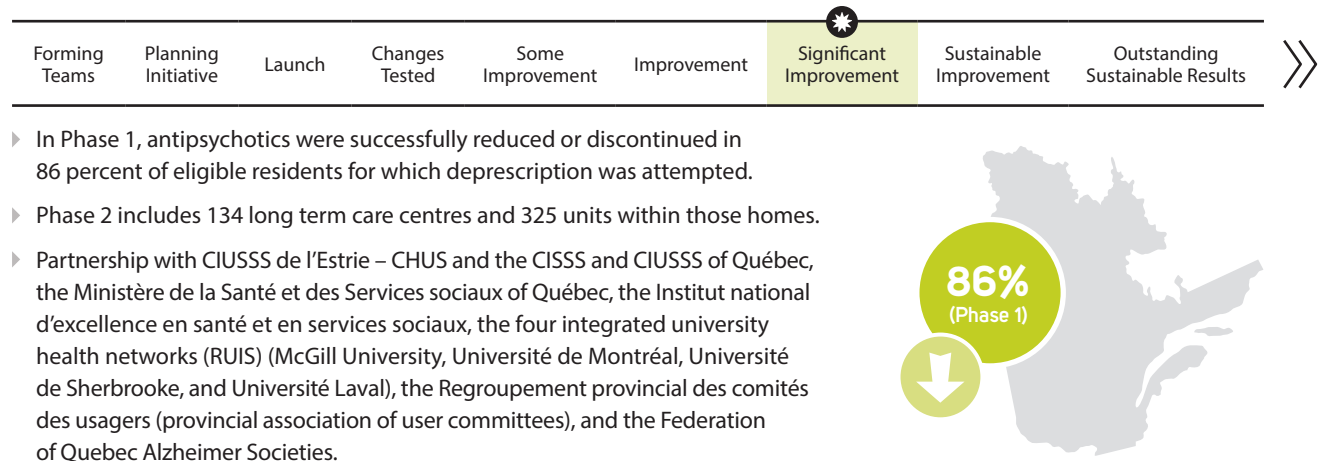 Forming Teams
Planning Initiative
Launch
Changes Tested
Some Improvement
Improvement
Significant Improvement
Sustainable Improvement
Outstanding Sustainable Results
In Phase 1, antipsychotics were successfully reduced or discontinued in
86 percent of eligible residents for which deprescription was attempted.
Phase 2 includes 134 long term care centres and 325 units within those homes.
Partnership with CIUSSS de l’Estrie – CHUS and the CISSS and CIUSSS of Québec,
the Ministère de la Santé et des Services sociaux of Québec, the Institut national
d’excellence en santé et en services sociaux, the four integrated university
health networks (RUIS) (McGill University, Université de Montréal, Université
de Sherbrooke, and Université Laval), the Regroupement provincial des comités
des usagers (provincial association of user committees), and the Federation
of Quebec Alzheimer Societies.
86%
(Phase 1)